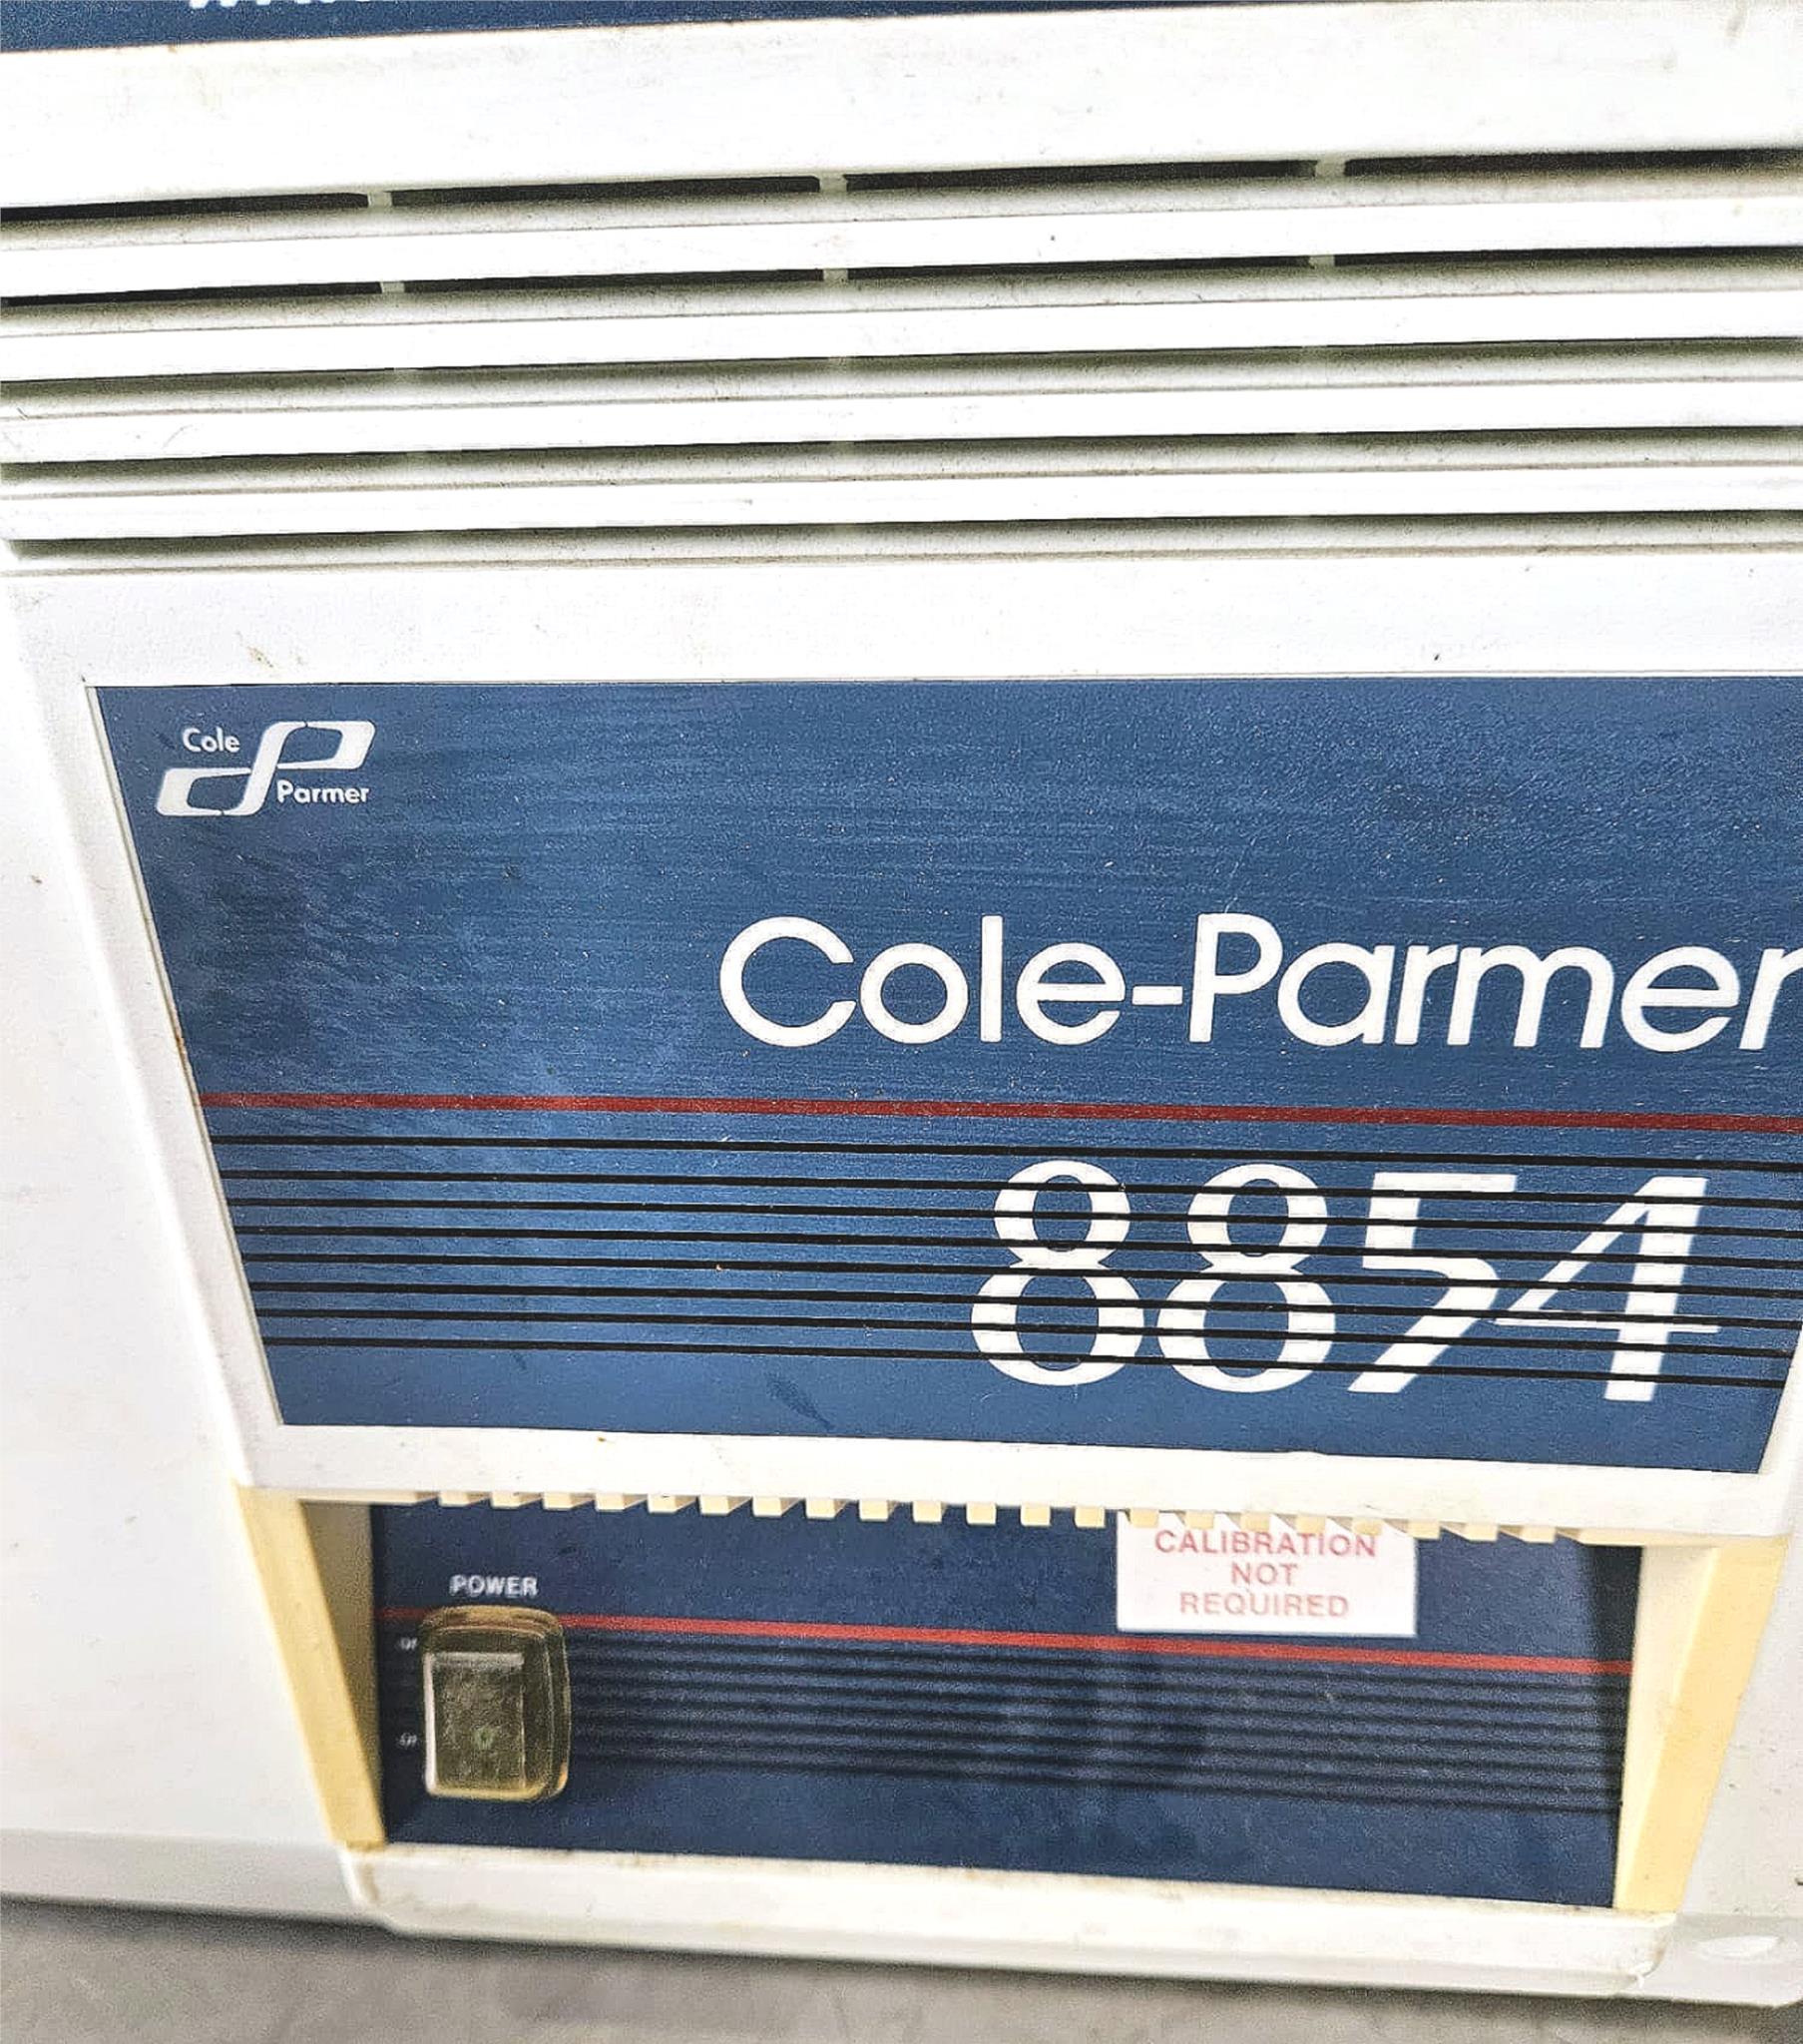 Cole
Parmer
Cole-Parmer
8854
CALIBRATION
NOT
REQUIRED
POWER